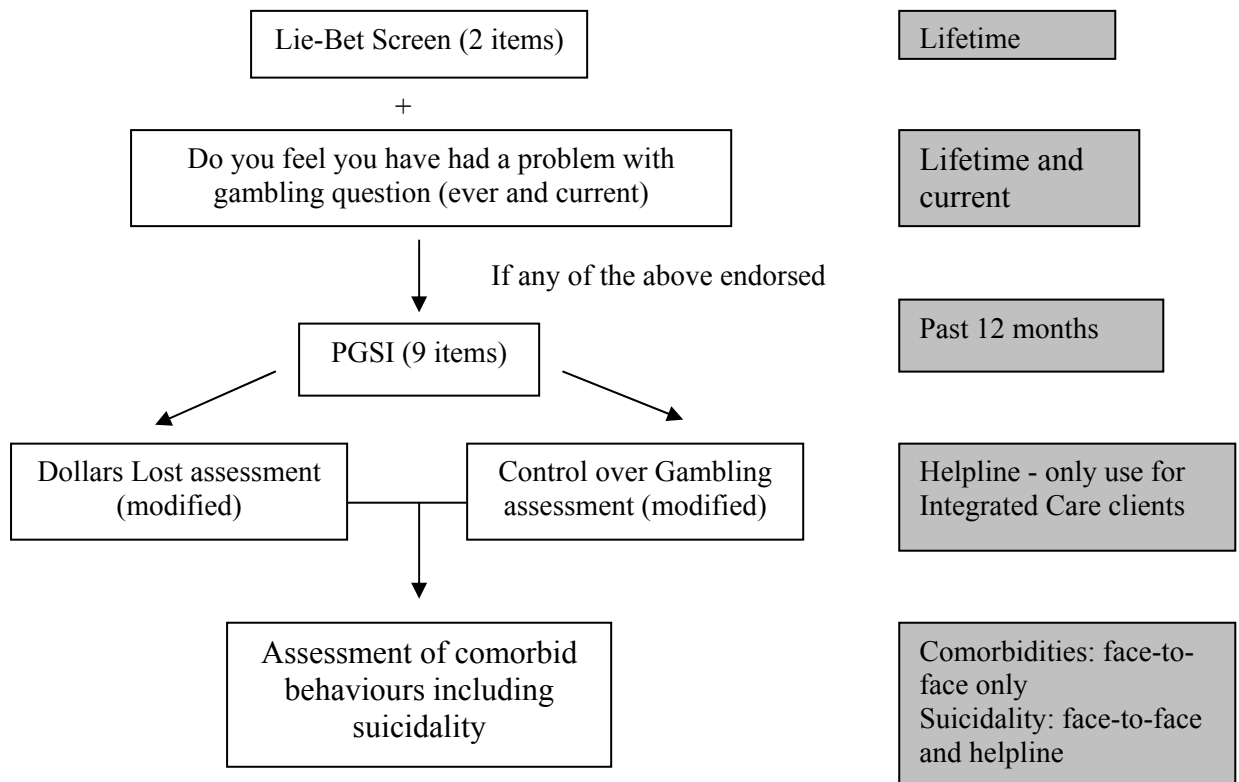 Lie-Bet Screen (2 items)
Lifetime
+
Do you feel you have had a problem with
gambling question (ever and current)
Lifetime and
current
If any of the above endorsed
PGSI (9 items)
Past 12 months
Dollars Lost assessment
(modified)
Control over Gambling
assessment (modified)
Helpline - only use for
Integrated Care clients
Assessment of comorbid
behaviours including
suicidality
Comorbidities: face-to-
face only
Suicidality: face-to-face
and helpline